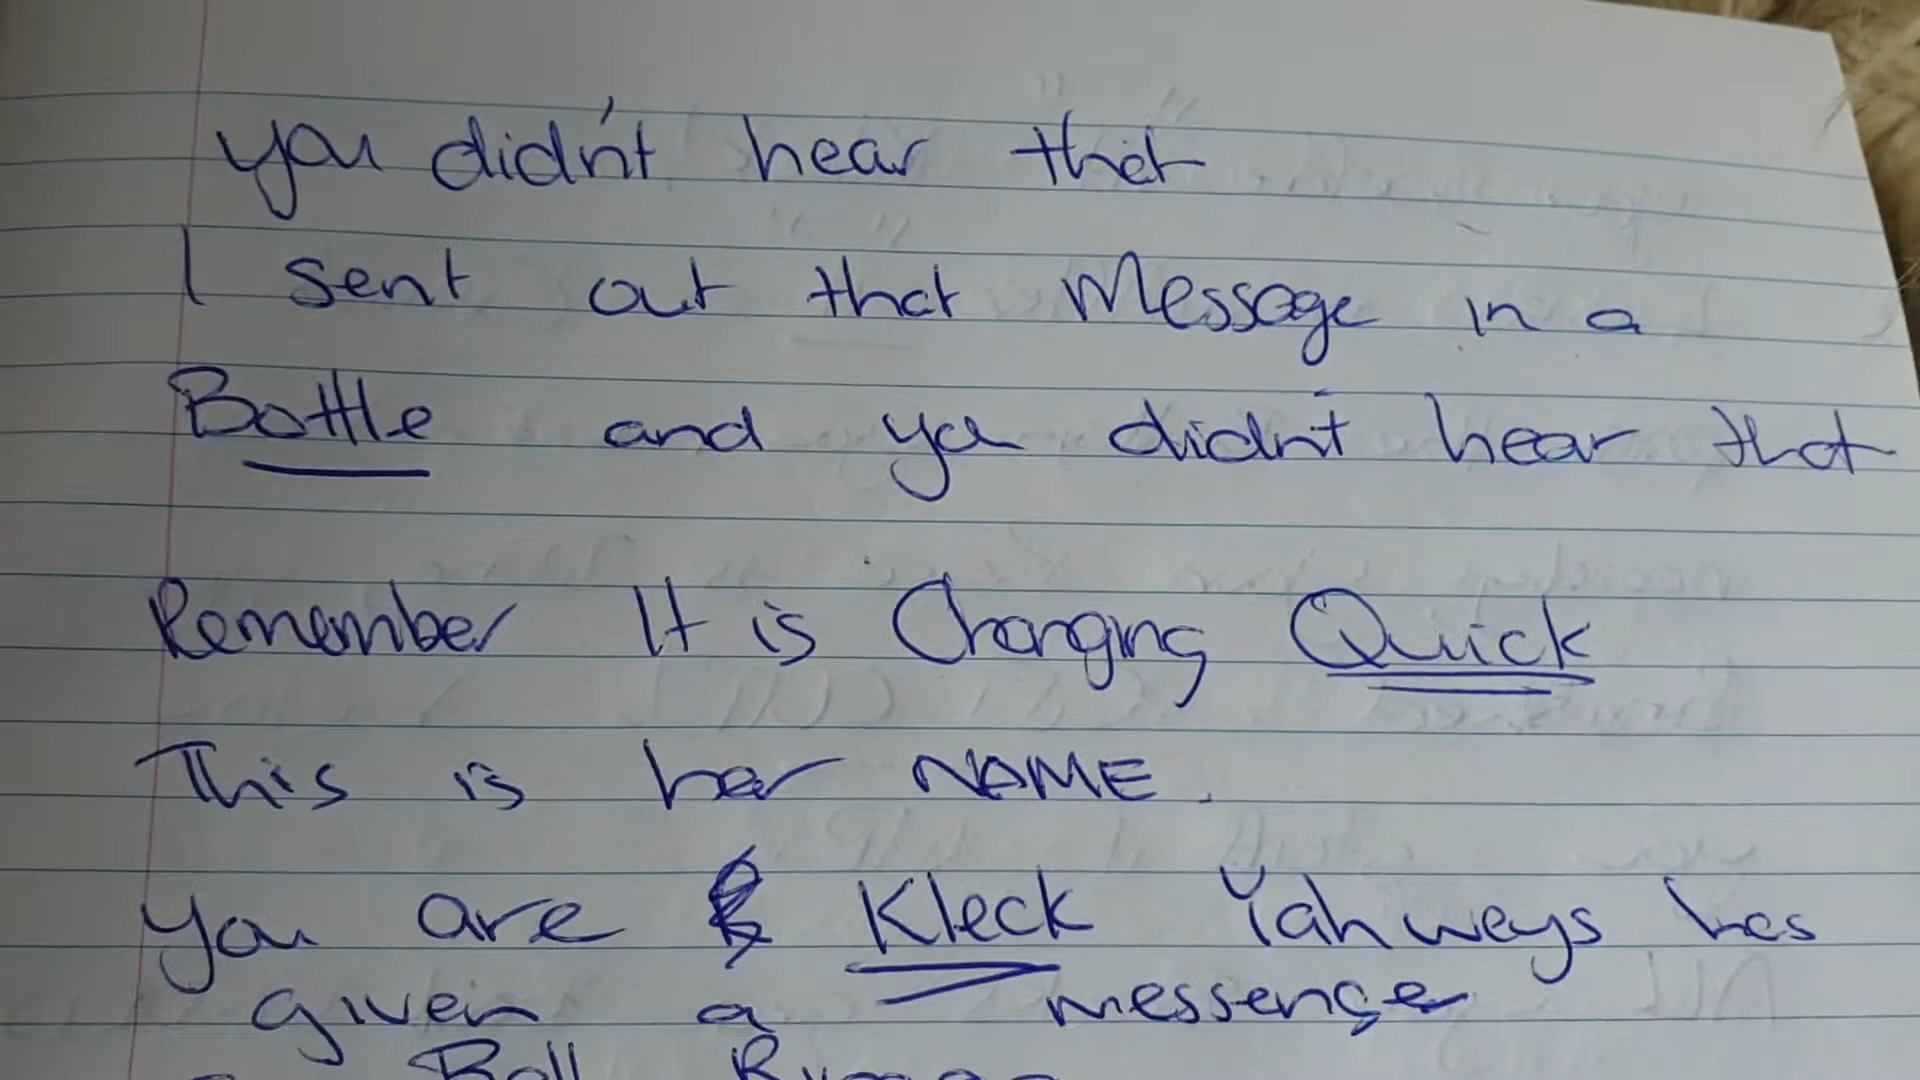 you didn't hear that
I sent out that Message in a
Bottle and you didn't hear that
Remember It is Changing Quick
This is her NAME.
you are Kleck Yahweys has
given a messenger